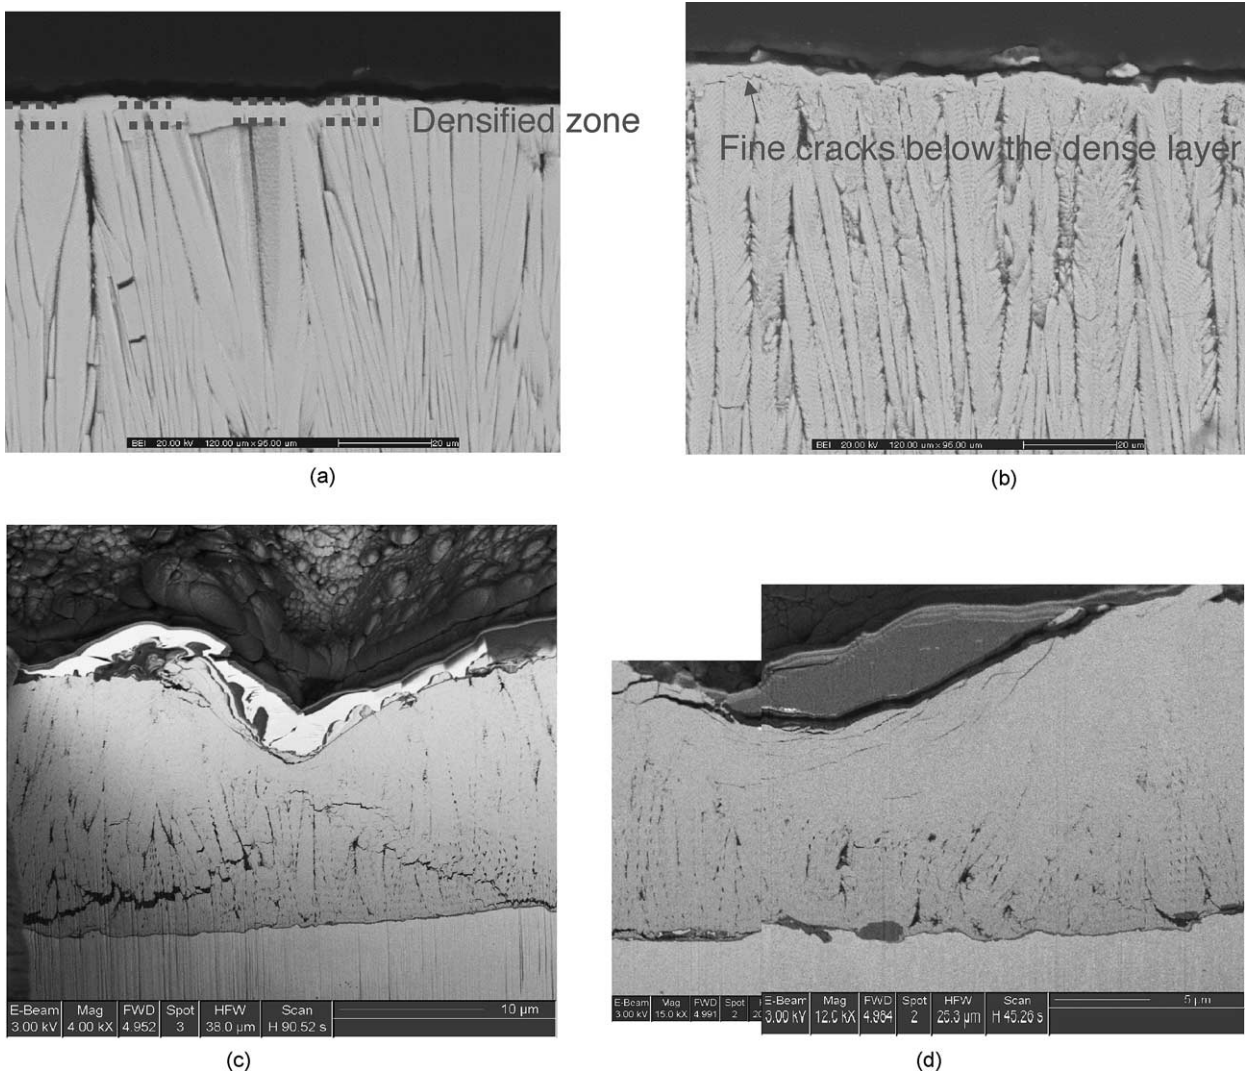 Densified zone
Fine cracks below the dense layer
BEI 20.00 kV 120.00 um x 96.00 um 20 um
BEI 20.00 kV 120.00 um x 96.00 um 20 um
(a)
(b)
E-Beam Mag FWD Spot HFW Scan 10 µm
3.00 kV 4.00 kX 4.952 3 38.0 µm H 90.52 s
E-Beam Mag FWD Spot E-Beam Mag FWD Spot HFW Scan 5 µm
3.00 kV 15.0 kX 4.991 2 3.00 kV 12.0 kX 4.964 2 25.3 µm H 45.26 s
(c)
(d)